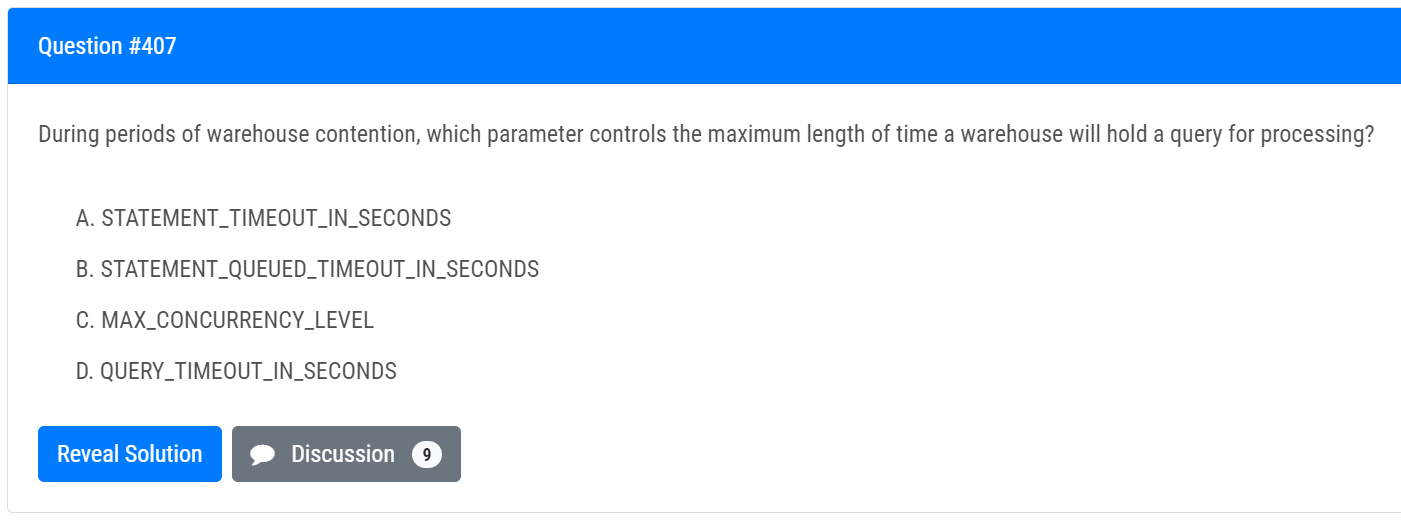 Question #407
During periods of warehouse contention, which parameter controls the maximum length of time a warehouse will hold a query for processing?
A. STATEMENT_TIMEOUT_IN_SECONDS
B. STATEMENT_QUEUED_TIMEOUT_IN_SECONDS
C. MAX_CONCURRENCY_LEVEL
D. QUERY_TIMEOUT_IN_SECONDS
Reveal Solution Discussion 9